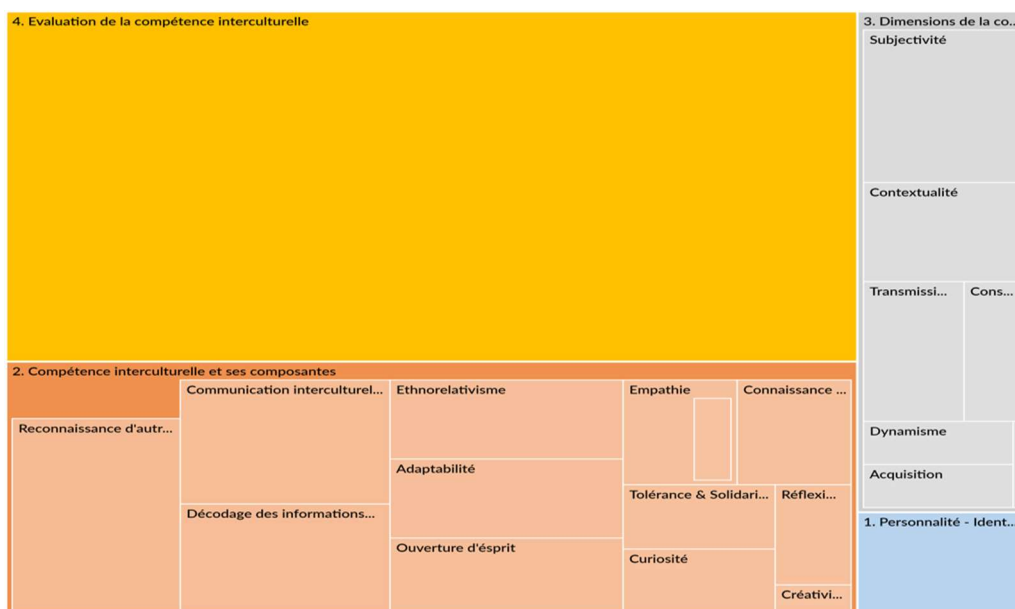 4. Evaluation de la compétence interculturelle
3. Dimensions de la co...
Subjectivité
Contextualité
Transmissi...
Cons...
Dynamisme
Acquisition
2. Compétence interculturelle et ses composantes
Reconnaissance d'autr...
Communication interculturel...
Décodage des informations...
Ethnorelativisme
Adaptabilité
Ouverture d'ésprit
Empathie
Connaissance ...
Tolérance & Solidari...
Réflexi...
Curiosité
Créativi...
1. Personnalité - Ident...